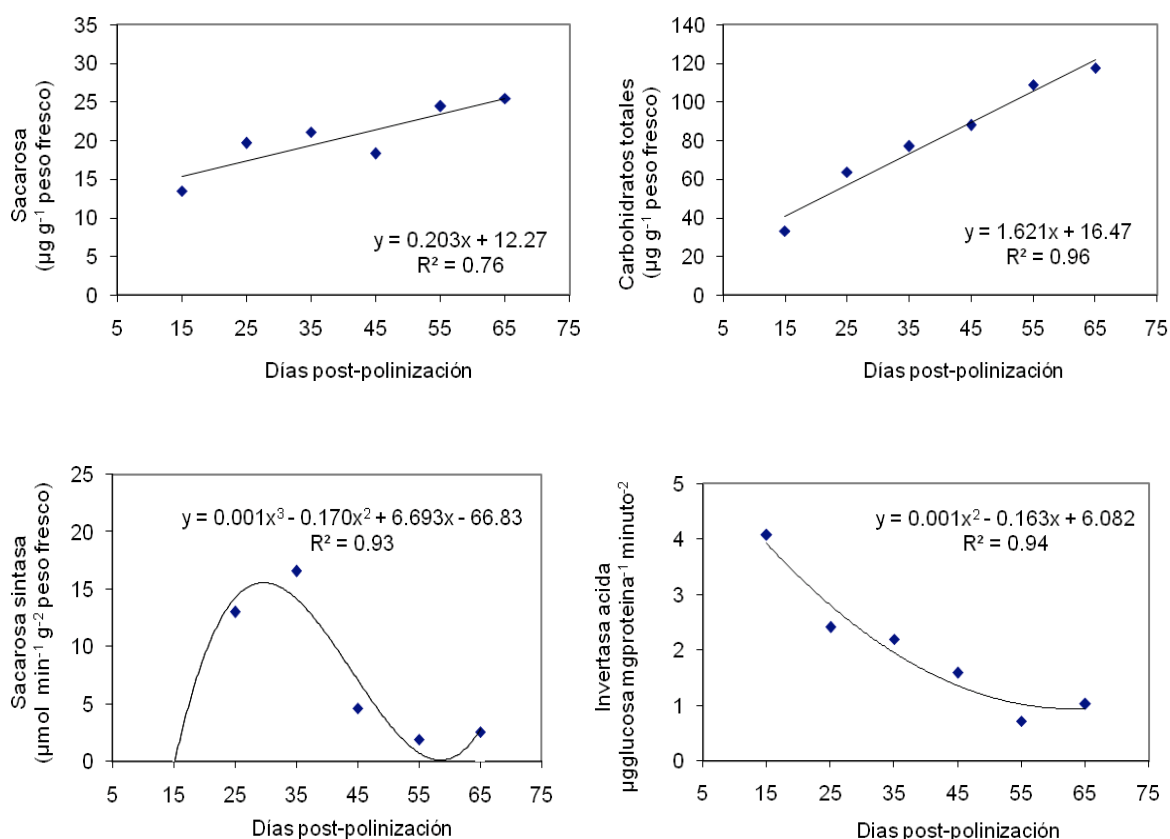 Sacarosa
(µg g⁻¹ peso fresco)
35
30
25
20
15
10
5
0
y = 0.203x + 12.27
R² = 0.76
5 15 25 35 45 55 65 75
Días post-polinización
Carbohidratos totales
(µg g⁻¹ peso fresco)
140
120
100
80
60
40
20
0
y = 1.621x + 16.47
R² = 0.96
5 15 25 35 45 55 65 75
Días post-polinización
Sacarosa sintasa
(µmol min⁻¹ g⁻² peso fresco)
25
20
15
10
5
0
y = 0.001x³ - 0.170x² + 6.693x - 66.83
R² = 0.93
5 15 25 35 45 55 65 75
Días post-polinización
Invertasa acida
µgglucosa mgproteina⁻¹ minuto⁻²
5
4
3
2
1
0
y = 0.001x² - 0.163x + 6.082
R² = 0.94
5 15 25 35 45 55 65 75
Días post-polinización